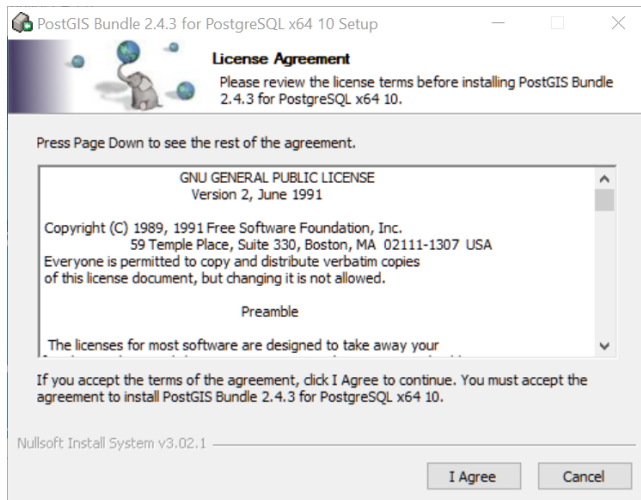 PostGIS Bundle 2.4.3 for PostgreSQL x64 10 Setup
License Agreement
Please review the license terms before installing PostGIS Bundle
2.4.3 for PostgreSQL x64 10.
Press Page Down to see the rest of the agreement.
GNU GENERAL PUBLIC LICENSE
Version 2, June 1991
Copyright (C) 1989, 1991 Free Software Foundation, Inc.
59 Temple Place, Suite 330, Boston, MA 02111-1307 USA
Everyone is permitted to copy and distribute verbatim copies
of this license document, but changing it is not allowed.
Preamble
The licenses for most software are designed to take away your
If you accept the terms of the agreement, click I Agree to continue. You must accept the
agreement to install PostGIS Bundle 2.4.3 for PostgreSQL x64 10.
Nullsoft Install System v3.02.1
I Agree
Cancel